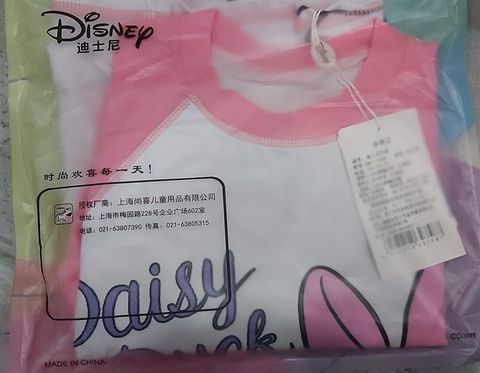 Disney
迪士尼
时尚欢喜每一天!
授权厂商:上海尚喜儿童用品有限公司
地址:上海市梅园路228号企业广场602室
电话:021-63807390 传真:021-63805315
Daisy
Duck
©Disney
MADE IN CHINA